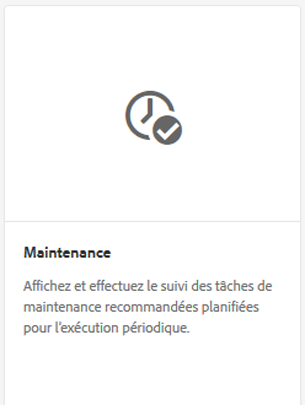 Maintenance
Affichez et effectuez le suivi des tâches de
maintenance recommandées planifiées
pour l'exécution périodique.